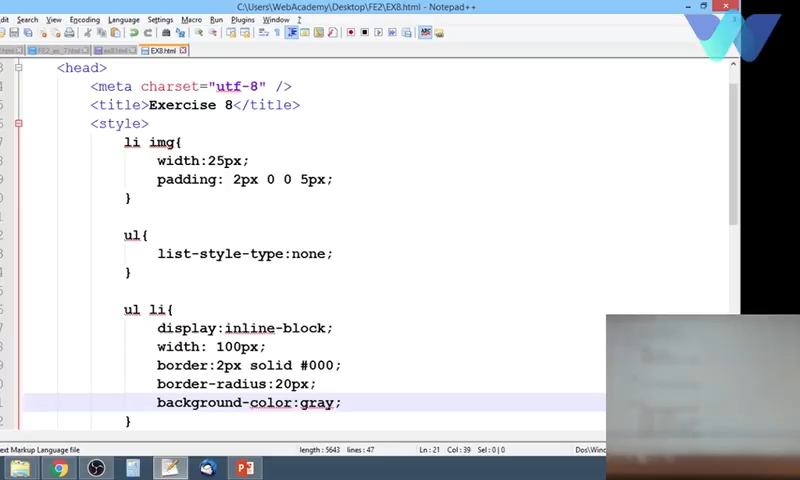 C:\Users\WebAcademy\Desktop\FE2\EX8.html - Notepad++
Search View Encoding Language Settings Macro Run Plugins Window ?
EX8.html
<head>
<meta charset="utf-8" />
<title>Exercise 8</title>
<style>
li img{
width:25px;
padding: 2px 0 0 5px;
}
ul{
list-style-type:none;
}
ul li{
display:inline-block;
width: 100px;
border:2px solid #000;
border-radius:20px;
background-color:gray;
}
ext Markup Language file length : 5643 lines : 47 Ln : 21 Col : 39 Sel : 0 | 0 Dos\Windo